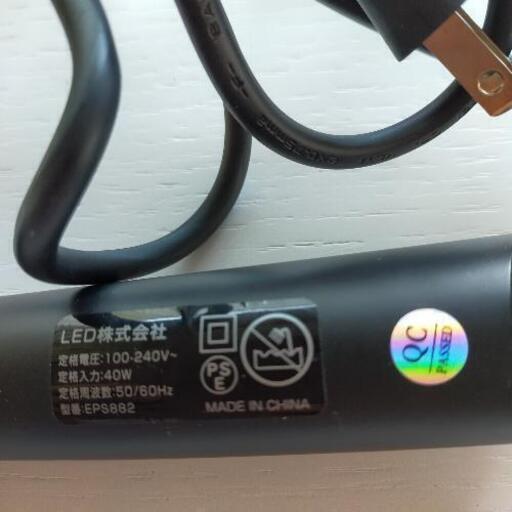 LED株式会社
定格電圧:100-240V~
定格入力:40W
定格周波数:50/60Hz
型番:EPS882
PS
E
MADE IN CHINA
QC
PASSED